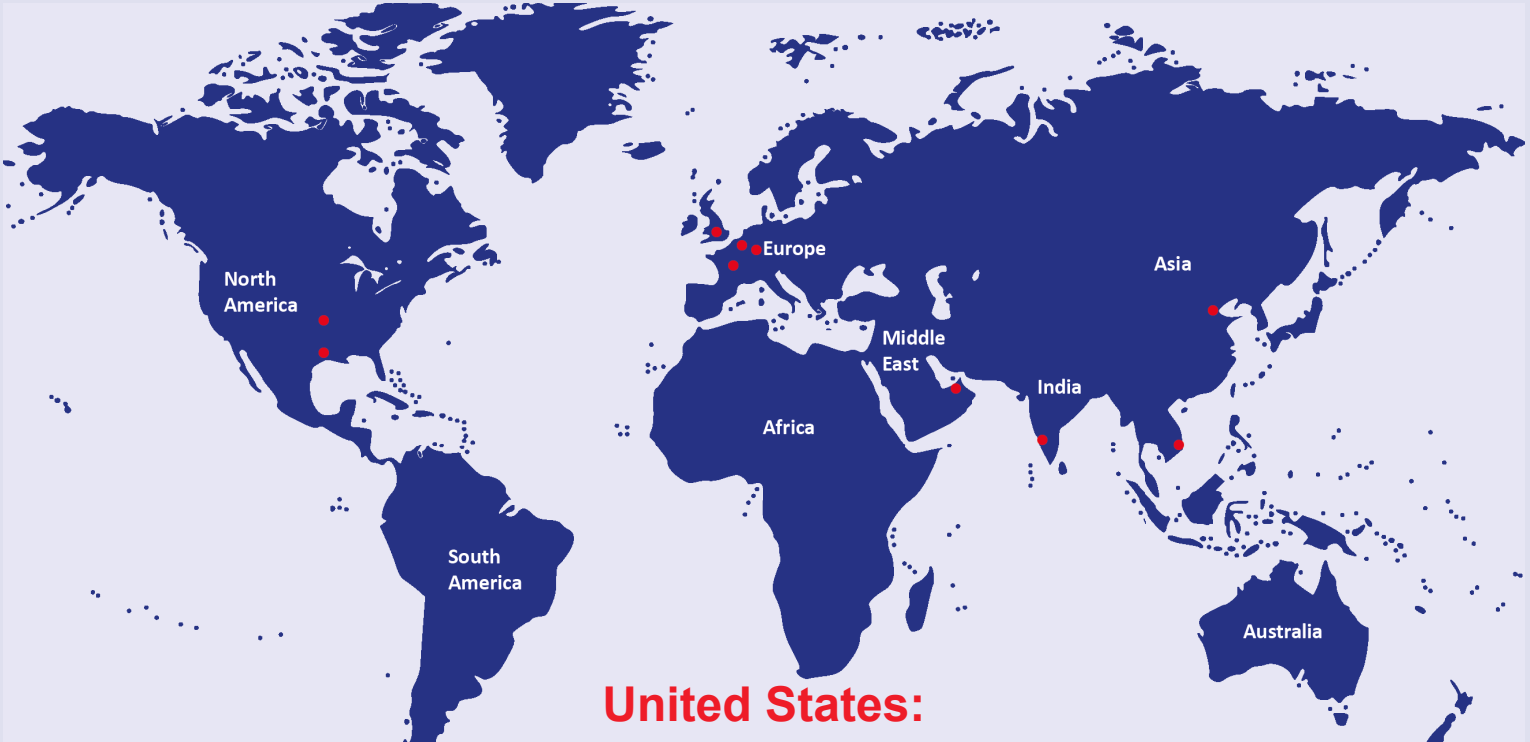 Europe
Asia
North
America
Middle
East
India
Africa
South
America
Australia
United States: